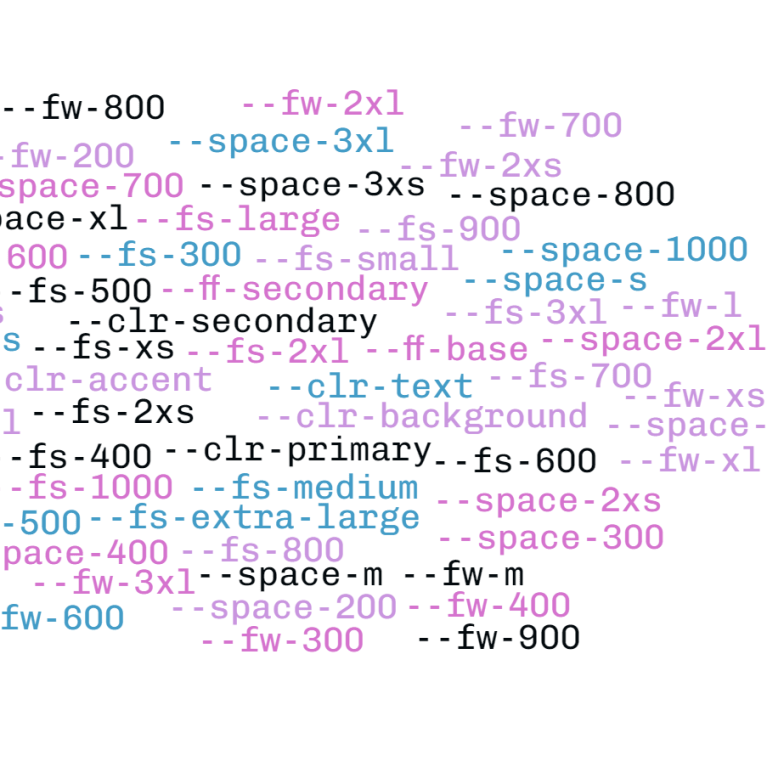 --fw-800 --fw-2xl
--fw-700
-fw-200 --space-3xl
--fw-2xs
space-700 --space-3xs --space-800
ace-xl --fs-large --fs-900
600 --fs-300 --fs-small --space-1000
--space-s
--fs-500 --ff-secondary
--clr-secondary --fs-3xl --fw-l
s --fs-xs --fs-2xl --ff-base --space-2xl
clr-accent --clr-text --fs-700
--fw-xs
l --fs-2xs --clr-background --space-
--fs-400 --clr-primary --fs-600 --fw-xl
-fs-1000 --fs-medium --space-2xs
-500 --fs-extra-large
--space-300
pace-400 --fs-800
--fw-3xl --space-m --fw-m
fw-600 --space-200 --fw-400
--fw-300 --fw-900